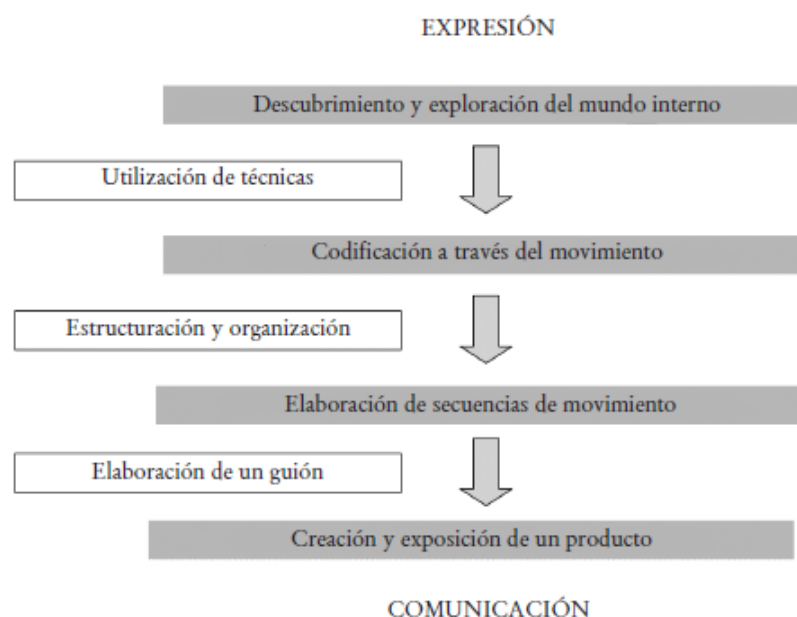 EXPRESIÓN
Descubrimiento y exploración del mundo interno
Utilización de técnicas
Codificación a través del movimiento
Estructuración y organización
Elaboración de secuencias de movimiento
Elaboración de un guión
Creación y exposición de un producto
COMUNICACIÓN